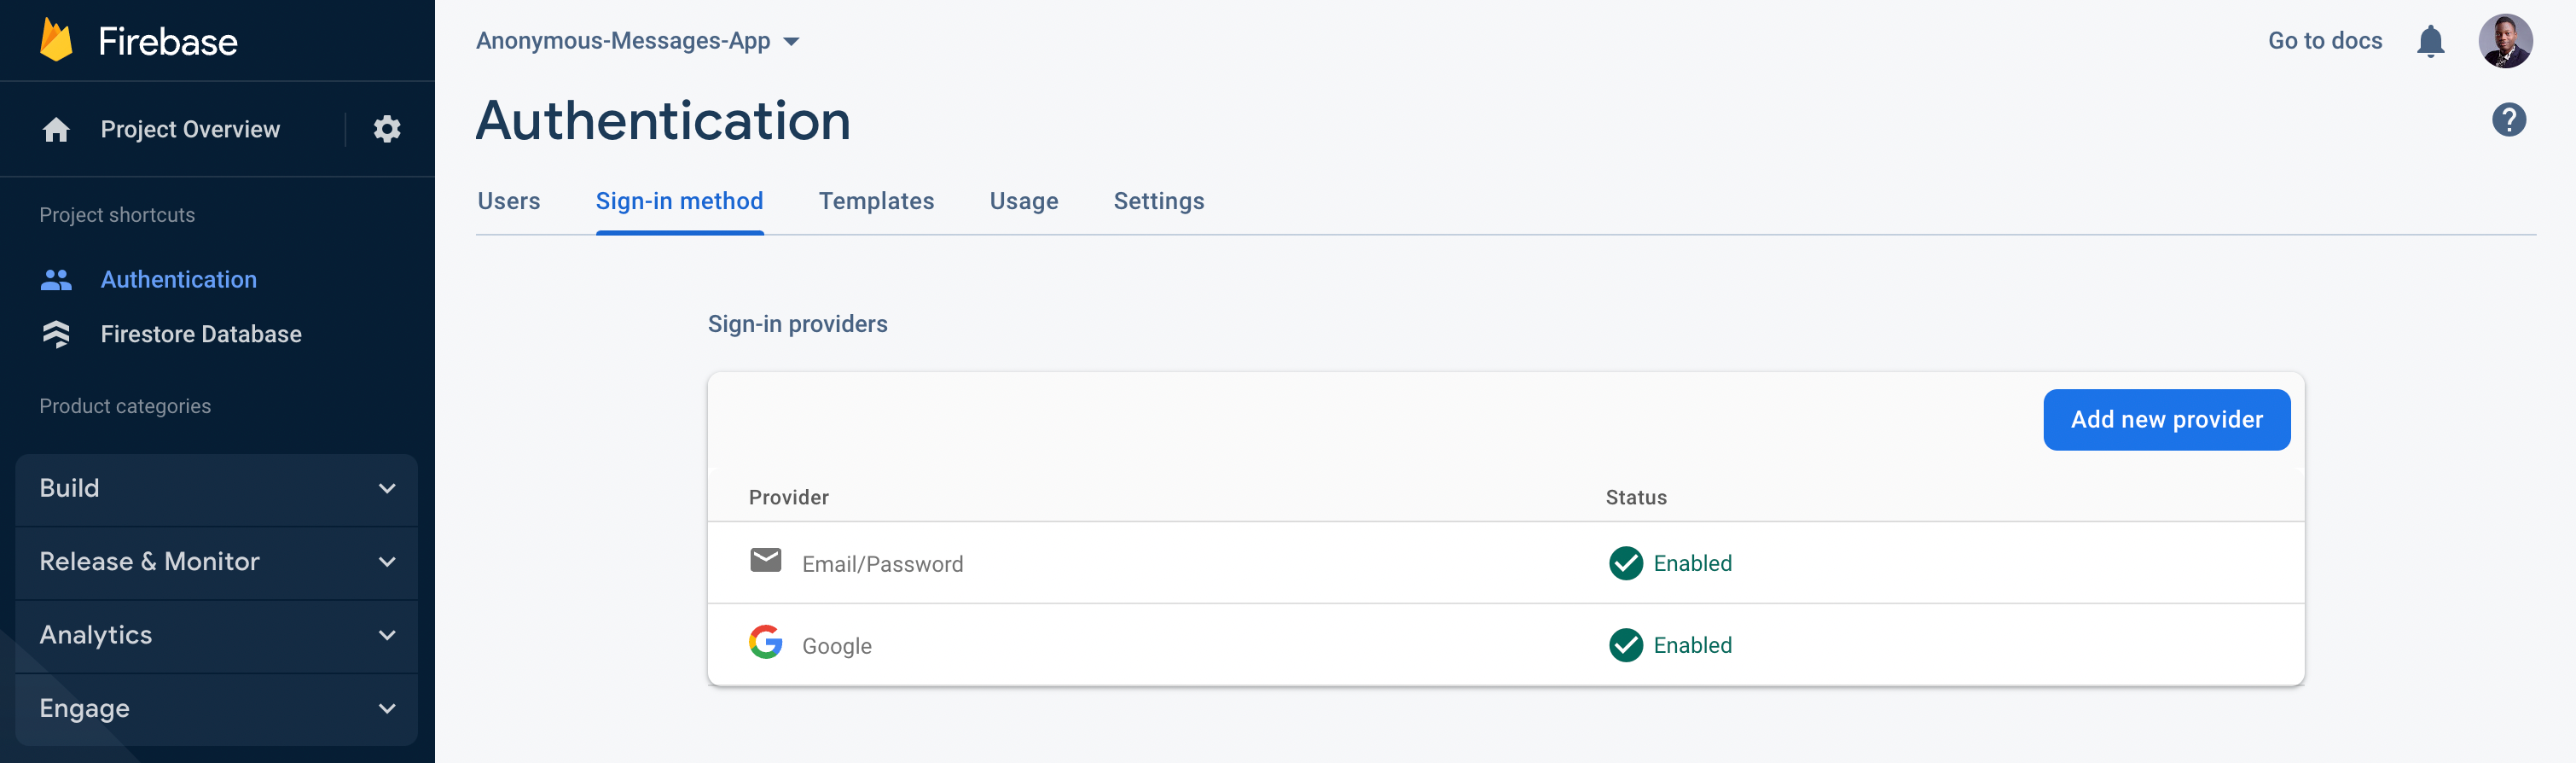 Firebase
Project Overview
Project shortcuts
Authentication
Firestore Database
Product categories
Build
Release & Monitor
Analytics
Engage
Anonymous-Messages-App
Go to docs
Authentication
?
Users Sign-in method Templates Usage Settings
Sign-in providers
Add new provider
Provider Status
Email/Password Enabled
Google Enabled